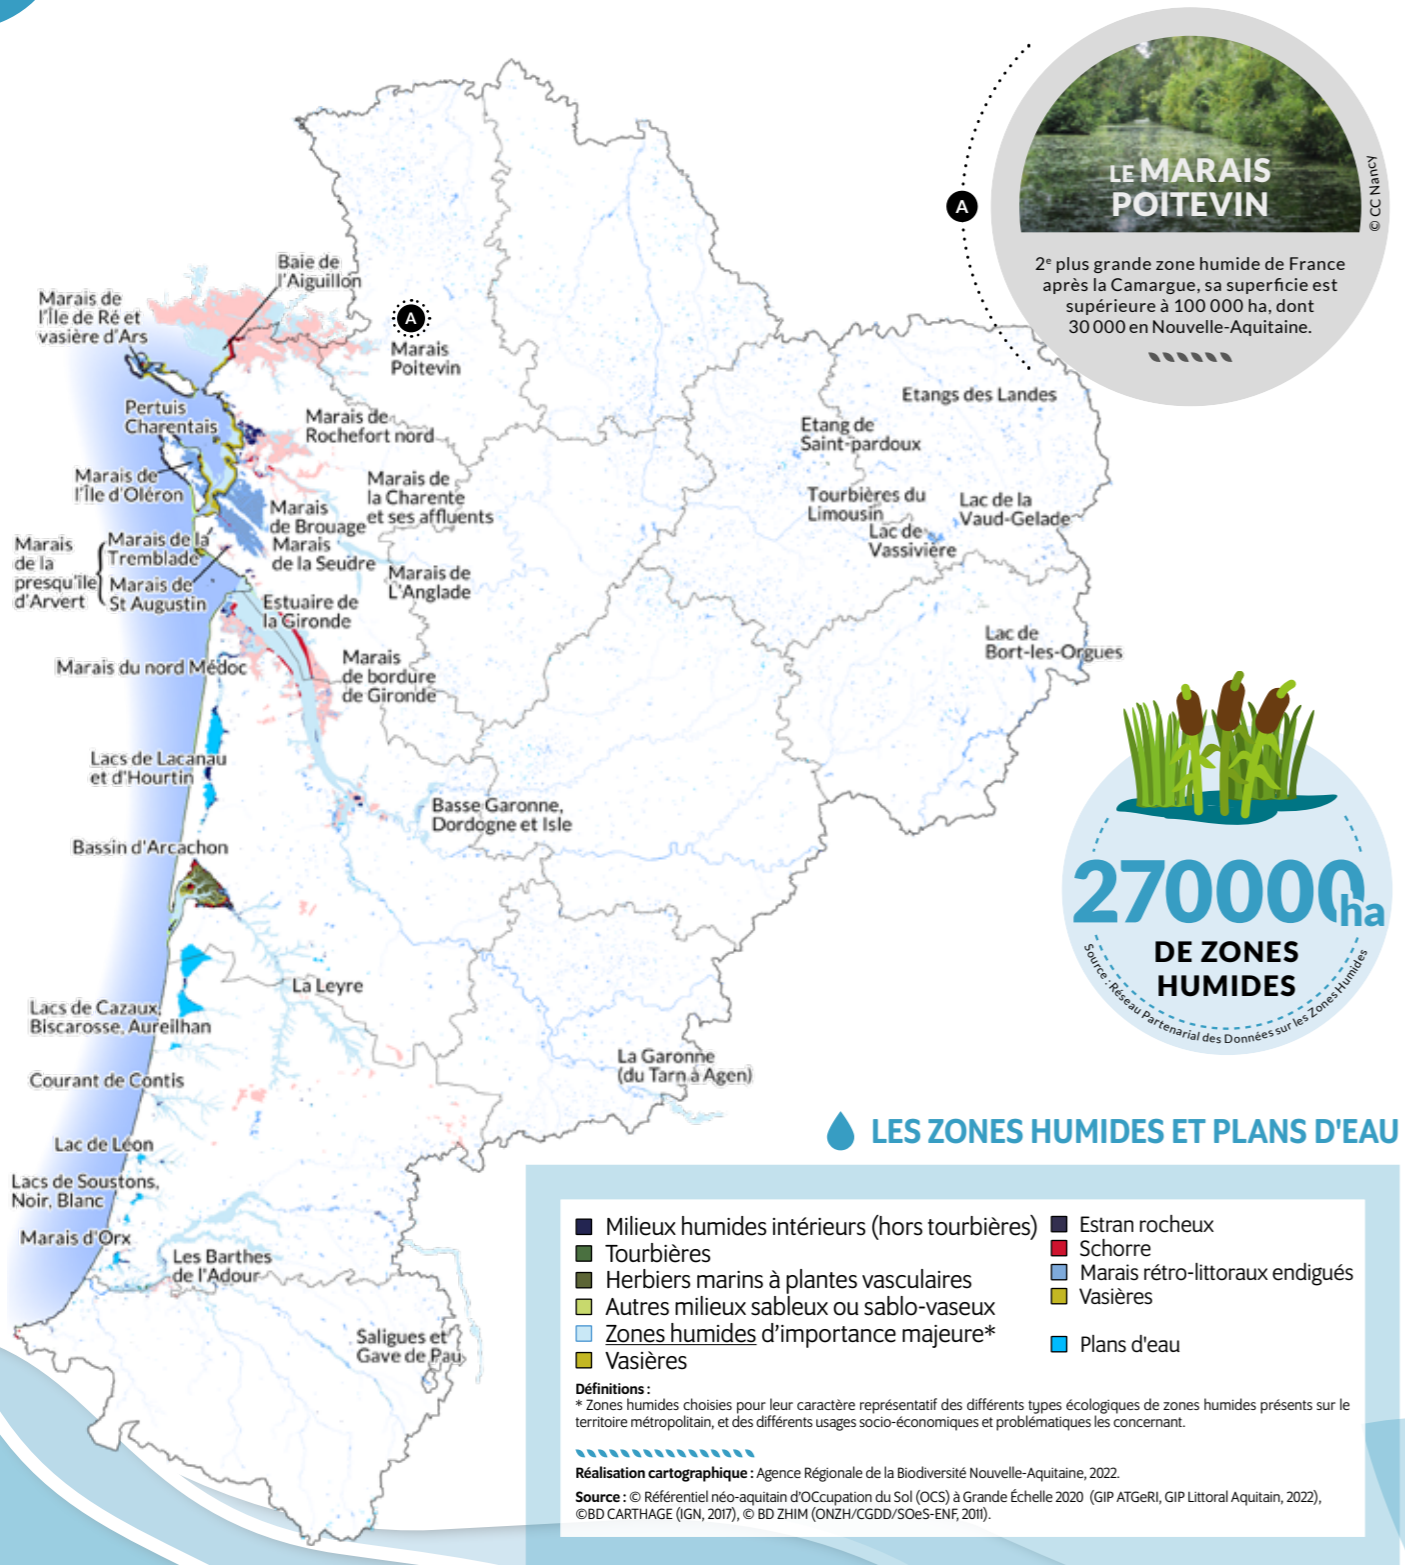 LE MARAIS
POITEVIN
© CC Nancy
A
2e plus grande zone humide de France
après la Camargue, sa superficie est
supérieure à 100 000 ha, dont
30 000 en Nouvelle-Aquitaine.
Baie de
l'Aiguillon
Marais de
l'Île de Ré et
vasière d'Ars
A
Marais
Poitevin
Pertuis
Charentais
Marais de
Rochefort nord
Etangs des Landes
Etang de
Saint-pardoux
Marais de
l'Île d'Oléron
Marais de
la Charente
et ses affluents
Marais
de Brouage
Tourbières du
Limousin
Lac de la
Vaud-Gelade
Lac de
Vassivière
Marais
de la
presqu'île
d'Arvert
Marais de la
Tremblade
Marais de
St Augustin
Marais
de la Seudre
Marais de
L'Anglade
Estuaire de
la Gironde
Lac de
Bort-les-Orgues
Marais du nord Médoc
Marais
de bordure
de Gironde
Lacs de Lacanau
et d'Hourtin
Basse Garonne,
Dordogne et Isle
Bassin d'Arcachon
270000 ha
DE ZONES
HUMIDES
Source : Réseau Partenarial des Données sur les Zones Humides
La Leyre
Lacs de Cazaux,
Biscarosse, Aureilhan
La Garonne
(du Tarn à Agen)
Courant de Contis
Lac de Léon
Lacs de Soustons,
Noir, Blanc
Marais d'Orx
Les Barthes
de l'Adour
Saligues et
Gave de Pau
LES ZONES HUMIDES ET PLANS D'EAU
Milieux humides intérieurs (hors tourbières)
Tourbières
Herbiers marins à plantes vasculaires
Autres milieux sableux ou sablo-vaseux
Zones humides d'importance majeure*
Vasières
Estran rocheux
Schorre
Marais rétro-littoraux endigués
Vasières
Plans d'eau
Définitions :
* Zones humides choisies pour leur caractère représentatif des différents types écologiques de zones humides présents sur le
territoire métropolitain, et des différents usages socio-économiques et problématiques les concernant.
Réalisation cartographique : Agence Régionale de la Biodiversité Nouvelle-Aquitaine, 2022.
Source : © Référentiel néo-aquitain d'OCcupation du Sol (OCS) à Grande Échelle 2020 (GIP ATGeRI, GIP Littoral Aquitain, 2022),
©BD CARTHAGE (IGN, 2017), © BD ZHIM (ONZH/CGDD/SOeS-ENF, 2011).